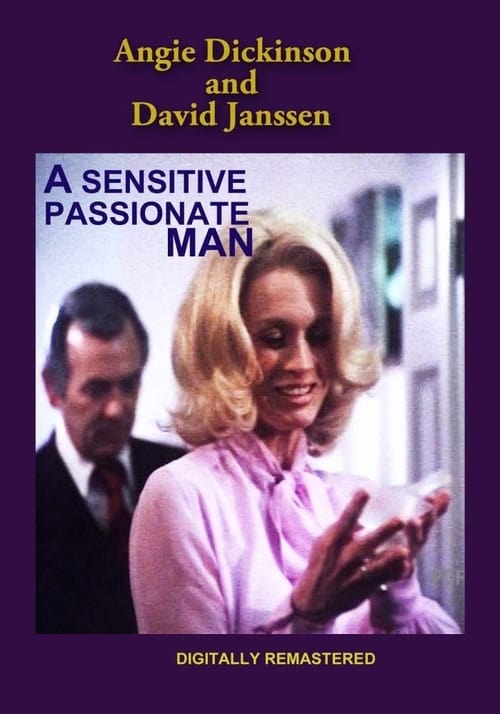 Angie Dickinson
and
David Janssen
A SENSITIVE
PASSIONATE
MAN
DIGITALLY REMASTERED